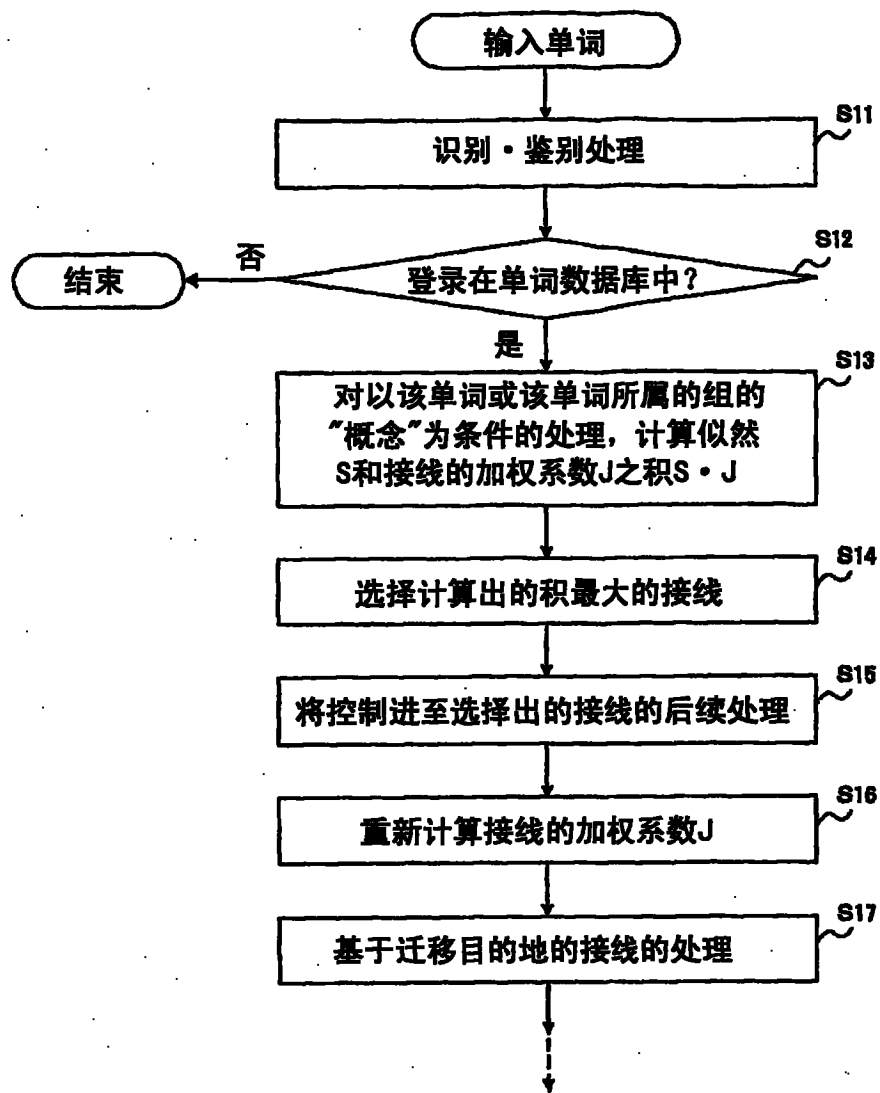 输入单词
S11
识别·鉴别处理
S12
登录在单词数据库中?
否
结束
是
S13
对以该单词或该单词所属的组的
"概念"为条件的处理, 计算似然
S和接线的加权系数J之积S·J
S14
选择计算出的积最大的接线
S15
将控制进至选择出的接线的后续处理
S16
重新计算接线的加权系数J
S17
基于迁移目的地的接线的处理